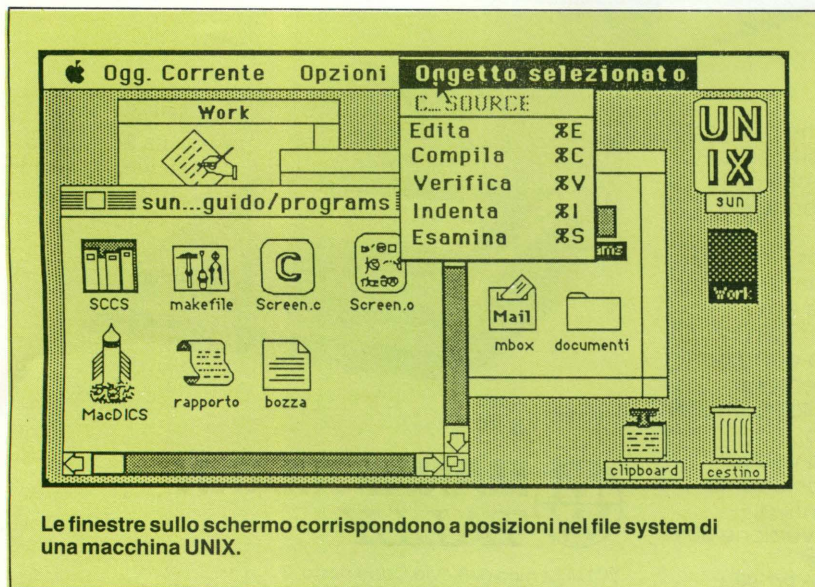 Ogg. Corrente Opzioni Ongetto selezionato
C_SOURCE
Edita ⌘E
Compila ⌘C
Verifica ⌘V
Indenta ⌘I
Esamina ⌘S
Work
sun...guido/programs
SCCS makefile Screen.c Screen.o
MacDICS rapporto bozza
Mail
mbox documenti
UN
IX
sun
Work
clipboard cestino
Le finestre sullo schermo corrispondono a posizioni nel file system di
una macchina UNIX.